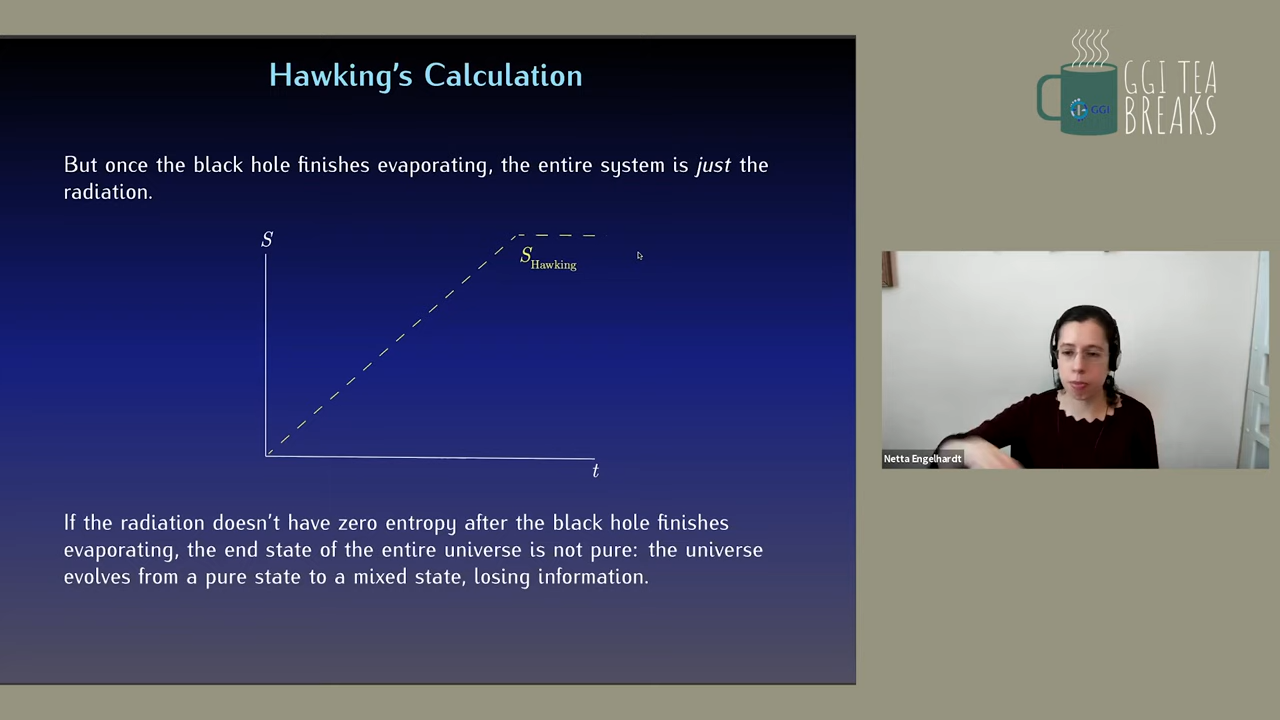 Hawking's Calculation
But once the black hole finishes evaporating, the entire system is just the
radiation.
S
S_Hawking
t
If the radiation doesn't have zero entropy after the black hole finishes
evaporating, the end state of the entire universe is not pure: the universe
evolves from a pure state to a mixed state, losing information.
GGI TEA
BREAKS
GGI
Netta Engelhardt